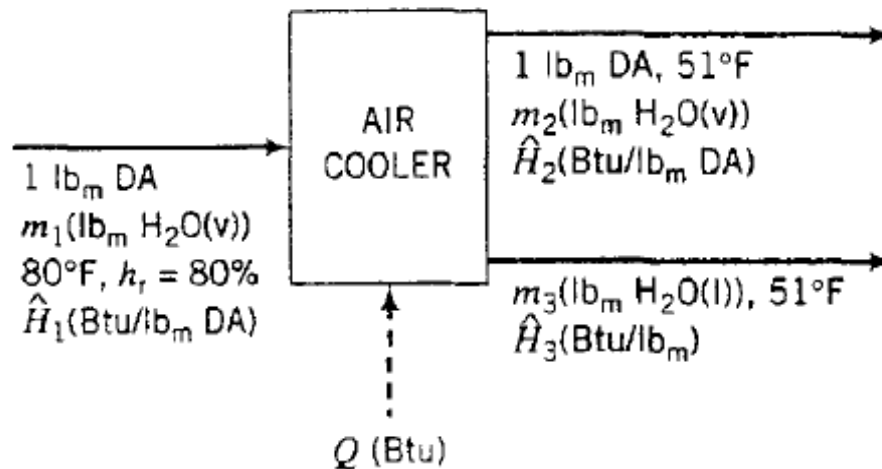 AIR
COOLER
1 lbₘ DA
m₁(lbₘ H₂O(v))
80°F, hᵣ = 80%
Ĥ₁(Btu/lbₘ DA)
1 lbₘ DA, 51°F
m₂(lbₘ H₂O(v))
Ĥ₂(Btu/lbₘ DA)
m₃(lbₘ H₂O(l)), 51°F
Ĥ₃(Btu/lbₘ)
Q (Btu)